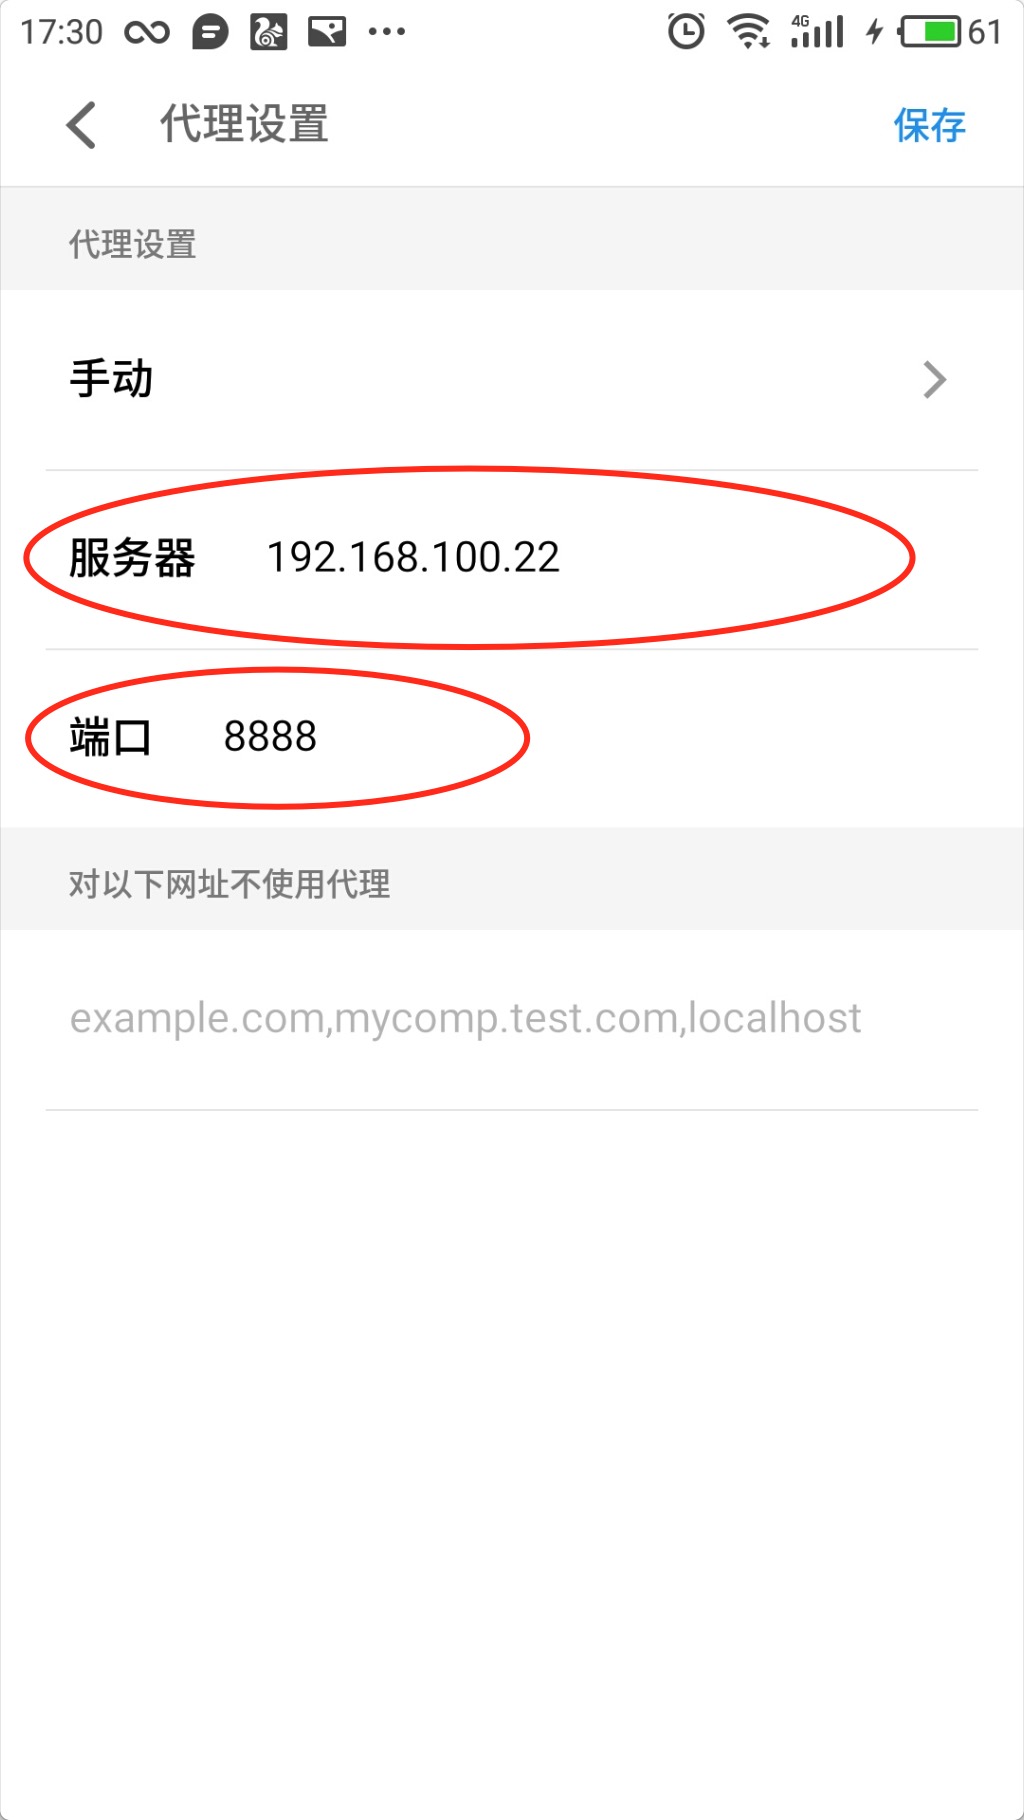 17:30 4G 61
代理设置 保存
代理设置
手动
服务器 192.168.100.22
端口 8888
对以下网址不使用代理
example.com,mycomp.test.com,localhost